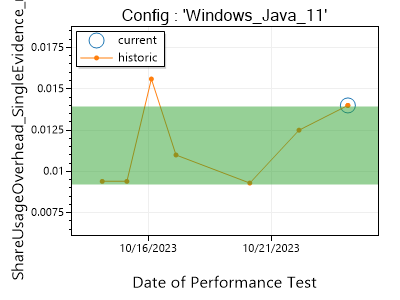 Config : 'Windows_Java_11'
ShareUsageOverhead_SingleEvidence_
current
historic
0.0175
0.015
0.0125
0.01
0.0075
10/16/2023
10/21/2023
Date of Performance Test